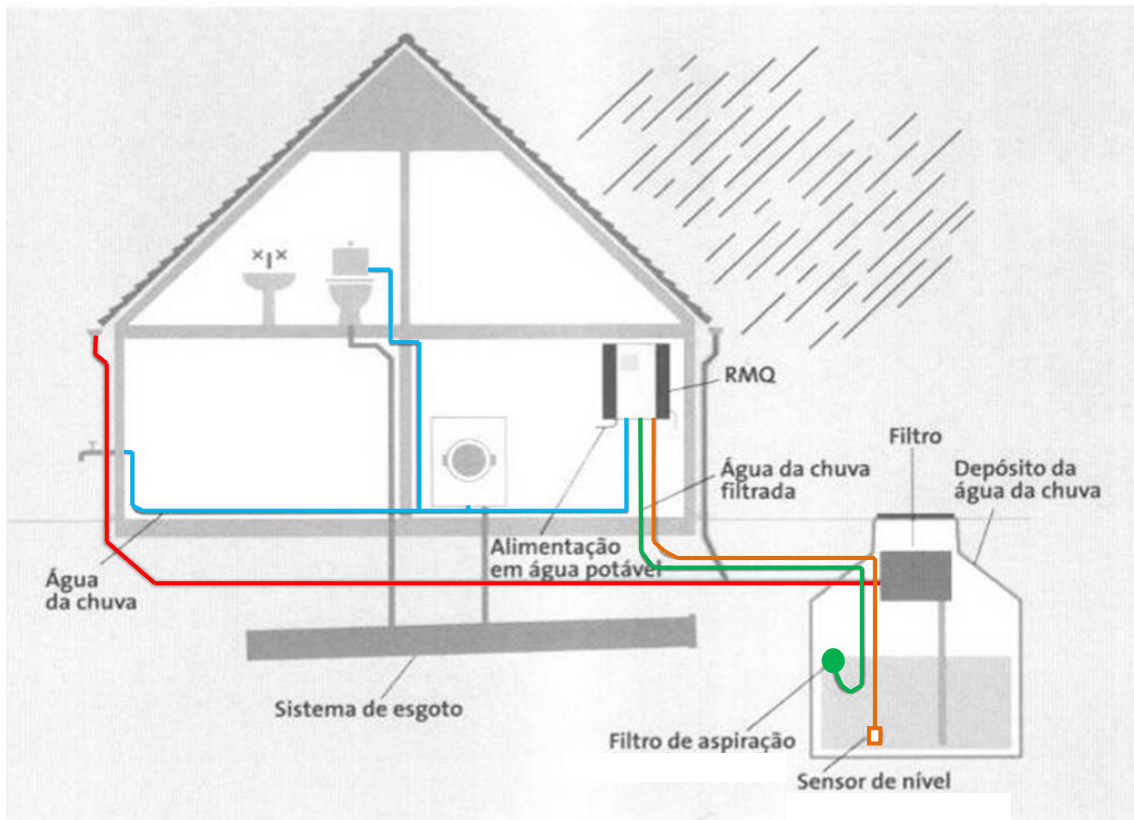 RMQ
Filtro
Água da chuva
filtrada
Depósito da
água da chuva
Alimentação
em água potável
Água
da chuva
Sistema de esgoto
Filtro de aspiração
Sensor de nível